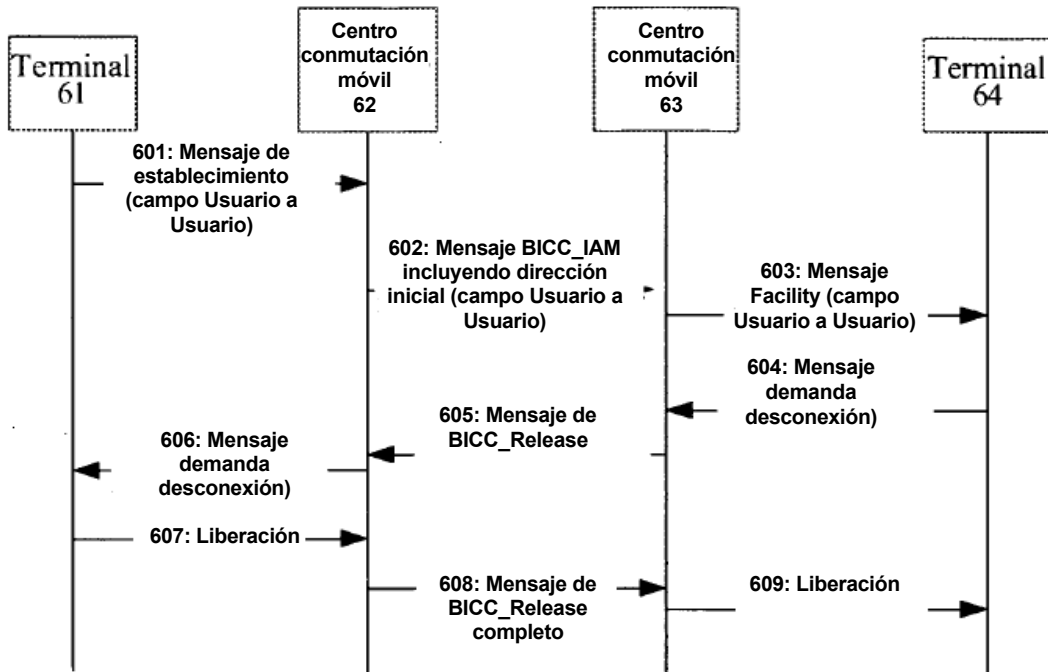 Terminal
61
Centro
conmutación
móvil
62
Centro
conmutación
móvil
63
Terminal
64
601: Mensaje de
establecimiento
(campo Usuario a
Usuario)
602: Mensaje BICC_IAM
incluyendo dirección
inicial (campo Usuario a
Usuario)
603: Mensaje
Facility (campo
Usuario a Usuario)
604: Mensaje
demanda
desconexión)
605: Mensaje de
BICC_Release
606: Mensaje
demanda
desconexión)
607: Liberación
608: Mensaje de
BICC_Release
completo
609: Liberación